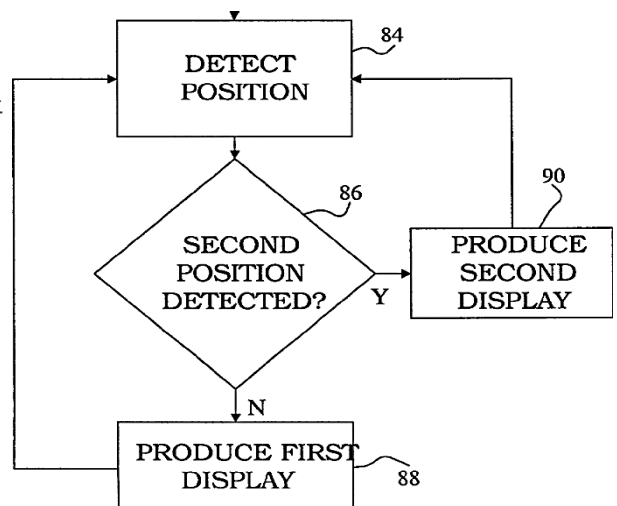 84
DETECT
POSITION
86
SECOND
POSITION
DETECTED?
Y
90
PRODUCE
SECOND
DISPLAY
N
PRODUCE FIRST
DISPLAY
88